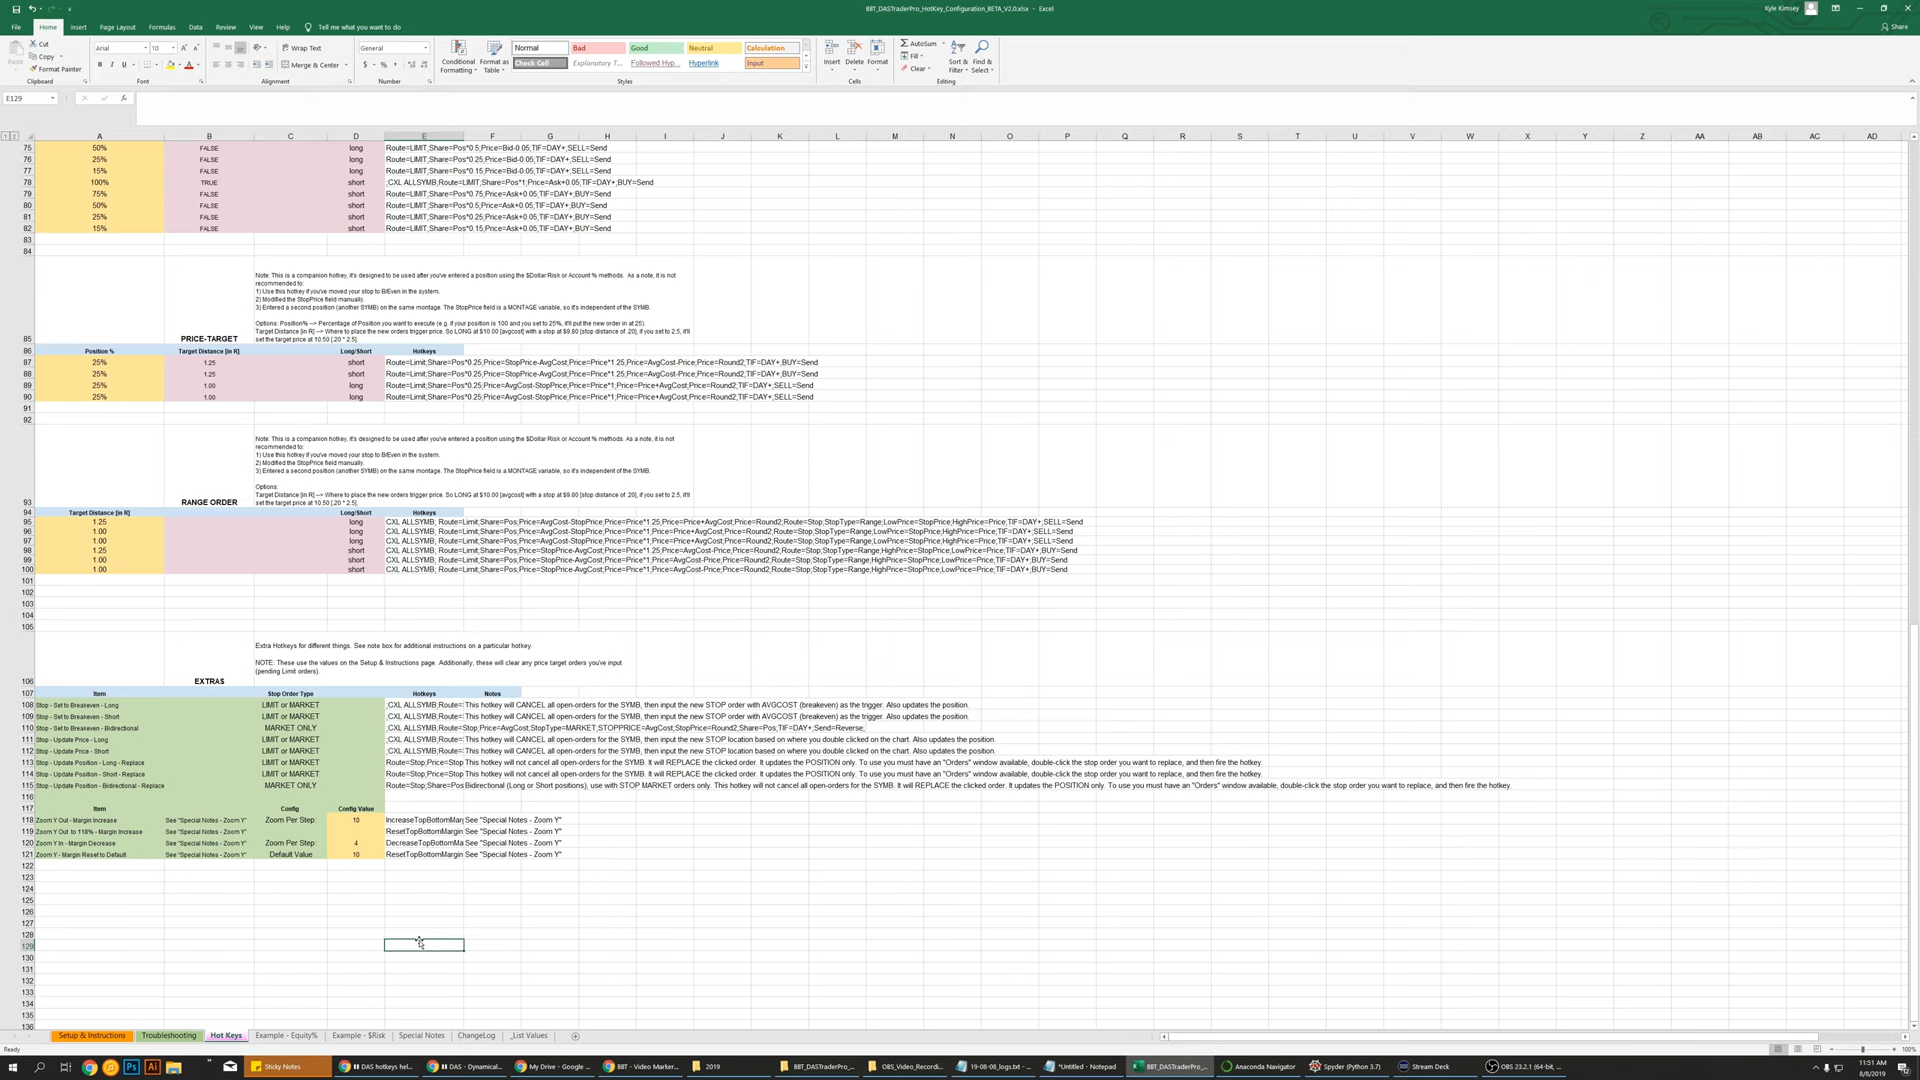 BBT_DASTraderPro_HotKey_Configuration_BETA_V2.0.xlsx - Excel
Kyle Kimsey
File Home Insert Page Layout Formulas Data Review View Help Tell me what you want to do
Share
Cut
Copy
Format Painter
Paste
Clipboard
Arial 10
B I U
Font
Wrap Text
Merge & Center
Alignment
General
Number
Conditional Formatting
Format as Table
Normal Bad Good Neutral Calculation
Check Cell Explanatory T... Followed Hyp... Hyperlink Input
Styles
Insert Delete Format
Cells
AutoSum
Fill
Clear
Sort & Filter
Find & Select
Editing
E129
A B C D E F G H I J K L M N O P Q R S T U V W X Y Z AA AB AC AD
75 50% FALSE long Route=LIMIT;Share=Pos*0.5;Price=Bid-0.05;TIF=DAY+;SELL=Send
76 25% FALSE long Route=LIMIT;Share=Pos*0.25;Price=Bid-0.05;TIF=DAY+;SELL=Send
77 15% FALSE long Route=LIMIT;Share=Pos*0.15;Price=Bid-0.05;TIF=DAY+;SELL=Send
78 100% TRUE short ;CXL ALLSYMB;Route=LIMIT;Share=Pos*1;Price=Ask+0.05;TIF=DAY+;BUY=Send
79 75% FALSE short Route=LIMIT;Share=Pos*0.75;Price=Ask+0.05;TIF=DAY+;BUY=Send
80 50% FALSE short Route=LIMIT;Share=Pos*0.5;Price=Ask+0.05;TIF=DAY+;BUY=Send
81 25% FALSE short Route=LIMIT;Share=Pos*0.25;Price=Ask+0.05;TIF=DAY+;BUY=Send
82 15% FALSE short Route=LIMIT;Share=Pos*0.15;Price=Ask+0.05;TIF=DAY+;BUY=Send
83
84
Note: This is a companion hotkey, it's designed to be used after you've entered a position using the $Dollar Risk or Account % methods. As a note, it is not
recommended to:
1) Use this hotkey if you've moved your stop to B/Even in the system.
2) Modified the StopPrice field manually.
3) Entered a second position (another SYMB) on the same montage. The StopPrice field is a MONTAGE variable, so it's independent of the SYMB.
Options: Position% --> Percentage of Position you want to execute (e.g. if your position is 100 and you set to 25%, it'll put the new order in at 25).
Target Distance [in R] --> Where to place the new orders trigger price. So LONG at $10.00 [avgcost] with a stop at $9.80 [stop distance of .20], if you set to 2.5, it'll
set the target price at 10.50 [.20 * 2.5].
85 PRICE-TARGET
86 Position % Target Distance [in R] Long/Short Hotkeys
87 25% 1.25 short Route=Limit;Share=Pos*0.25;Price=StopPrice-AvgCost;Price=Price*1.25;Price=AvgCost-Price;Price=Round2;TIF=DAY+;BUY=Send
88 25% 1.25 short Route=Limit;Share=Pos*0.25;Price=StopPrice-AvgCost;Price=Price*1.25;Price=AvgCost-Price;Price=Round2;TIF=DAY+;BUY=Send
89 25% 1.00 long Route=Limit;Share=Pos*0.25;Price=AvgCost-StopPrice;Price=Price*1;Price=Price+AvgCost;Price=Round2;TIF=DAY+;SELL=Send
90 25% 1.00 long Route=Limit;Share=Pos*0.25;Price=AvgCost-StopPrice;Price=Price*1;Price=Price+AvgCost;Price=Round2;TIF=DAY+;SELL=Send
91
92
Note: This is a companion hotkey, it's designed to be used after you've entered a position using the $Dollar Risk or Account % methods. As a note, it is not
recommended to:
1) Use this hotkey if you've moved your stop to B/Even in the system.
2) Modified the StopPrice field manually.
3) Entered a second position (another SYMB) on the same montage. The StopPrice field is a MONTAGE variable, so it's independent of the SYMB.
Options:
Target Distance [in R] --> Where to place the new orders trigger price. So LONG at $10.00 [avgcost] with a stop at $9.80 [stop distance of .20], if you set to 2.5, it'll
set the target price at 10.50 [.20 * 2.5].
93 RANGE ORDER
94 Target Distance [in R] Long/Short Hotkeys
95 1.25 long CXL ALLSYMB; Route=Limit;Share=Pos;Price=AvgCost-StopPrice;Price=Price*1.25;Price=Price+AvgCost;Price=Round2;Route=Stop;StopType=Range;LowPrice=StopPrice;HighPrice=Price;TIF=DAY+;SELL=Send
96 1.00 long CXL ALLSYMB; Route=Limit;Share=Pos;Price=AvgCost-StopPrice;Price=Price*1;Price=Price+AvgCost;Price=Round2;Route=Stop;StopType=Range;LowPrice=StopPrice;HighPrice=Price;TIF=DAY+;SELL=Send
97 1.00 long CXL ALLSYMB; Route=Limit;Share=Pos;Price=AvgCost-StopPrice;Price=Price*1;Price=Price+AvgCost;Price=Round2;Route=Stop;StopType=Range;LowPrice=StopPrice;HighPrice=Price;TIF=DAY+;SELL=Send
98 1.25 short CXL ALLSYMB; Route=Limit;Share=Pos;Price=StopPrice-AvgCost;Price=Price*1.25;Price=AvgCost-Price;Price=Round2;Route=Stop;StopType=Range;HighPrice=StopPrice;LowPrice=Price;TIF=DAY+;BUY=Send
99 1.00 short CXL ALLSYMB; Route=Limit;Share=Pos;Price=StopPrice-AvgCost;Price=Price*1;Price=AvgCost-Price;Price=Round2;Route=Stop;StopType=Range;HighPrice=StopPrice;LowPrice=Price;TIF=DAY+;BUY=Send
100 1.00 short CXL ALLSYMB; Route=Limit;Share=Pos;Price=StopPrice-AvgCost;Price=Price*1;Price=AvgCost-Price;Price=Round2;Route=Stop;StopType=Range;HighPrice=StopPrice;LowPrice=Price;TIF=DAY+;BUY=Send
101
102
103
104
105
Extra Hotkeys for different things. See note box for additional instructions on a particular hotkey.
NOTE: These use the values on the Setup & Instructions page. Additionally, these will clear any price target orders you've input
(pending Limit orders).
106 EXTRAS
107 Item Stop Order Type Hotkeys Notes
108 Stop - Set to Breakeven - Long LIMIT or MARKET ;CXL ALLSYMB;Route=: This hotkey will CANCEL all open-orders for the SYMB, then input the new STOP order with AVGCOST (breakeven) as the trigger. Also updates the position.
109 Stop - Set to Breakeven - Short LIMIT or MARKET ;CXL ALLSYMB;Route=: This hotkey will CANCEL all open-orders for the SYMB, then input the new STOP order with AVGCOST (breakeven) as the trigger. Also updates the position.
110 Stop - Set to Breakeven - Bidirectional MARKET ONLY ;CXL ALLSYMB;Route=Stop;Price=AvgCost;StopType=MARKET;STOPPRICE=AvgCost;StopPrice=Round2;Share=Pos;TIF=DAY+;Send=Reverse;
111 Stop - Update Price - Long LIMIT or MARKET ;CXL ALLSYMB;Route=: This hotkey will CANCEL all open-orders for the SYMB, then input the new STOP location based on where you double clicked on the chart. Also updates the position.
112 Stop - Update Price - Short LIMIT or MARKET ;CXL ALLSYMB;Route=: This hotkey will CANCEL all open-orders for the SYMB, then input the new STOP location based on where you double clicked on the chart. Also updates the position.
113 Stop - Update Position - Long - Replace LIMIT or MARKET Route=Stop;Price=Stop This hotkey will not cancel all open-orders for the SYMB. It will REPLACE the clicked order. It updates the POSITION only. To use you must have an "Orders" window available, double-click the stop order you want to replace, and then fire the hotkey.
114 Stop - Update Position - Short - Replace LIMIT or MARKET Route=Stop;Price=Stop This hotkey will not cancel all open-orders for the SYMB. It will REPLACE the clicked order. It updates the POSITION only. To use you must have an "Orders" window available, double-click the stop order you want to replace, and then fire the hotkey.
115 Stop - Update Position - Bidirectional - Replace MARKET ONLY Route=Stop;Share=Pos Bidirectional (Long or Short positions), use with STOP MARKET orders only. This hotkey will not cancel all open-orders for the SYMB. It will REPLACE the clicked order. It updates the POSITION only. To use you must have an "Orders" window available, double-click the stop order you want to replace, and then fire the hotkey.
116
117 Item Config Config Value
118 Zoom Y Out - Margin Increase See "Special Notes - Zoom Y" Zoom Per Step: 10 IncreaseTopBottomMarg See "Special Notes - Zoom Y"
119 Zoom Y Out to 118% - Margin Increase See "Special Notes - Zoom Y" ResetTopBottomMargin See "Special Notes - Zoom Y"
120 Zoom Y In - Margin Decrease See "Special Notes - Zoom Y" Zoom Per Step: 4 DecreaseTopBottomMa See "Special Notes - Zoom Y"
121 Zoom Y - Margin Reset to Default See "Special Notes - Zoom Y" Default Value 10 ResetTopBottomMargin See "Special Notes - Zoom Y"
122
123
124
125
126
127
128
129
130
131
132
133
134
135
136
Setup & Instructions Troubleshooting Hot Keys Example - Equity% Example - $Risk Special Notes ChangeLog _List Values
Ready
100%
Sticky Notes
DAS hotkeys hel...
DAS - Dynamical...
My Drive - Google ...
BBT - Video Marker...
2019
BBT_DASTraderPro_...
OBS_Video_Recordi...
19-08-08_logs.txt - ...
*Untitled - Notepad
BBT_DASTraderPro_...
Anaconda Navigator
Spyder (Python 3.7)
Stream Deck
OBS 23.2.1 (64-bit, ...
11:51 AM
8/8/2019